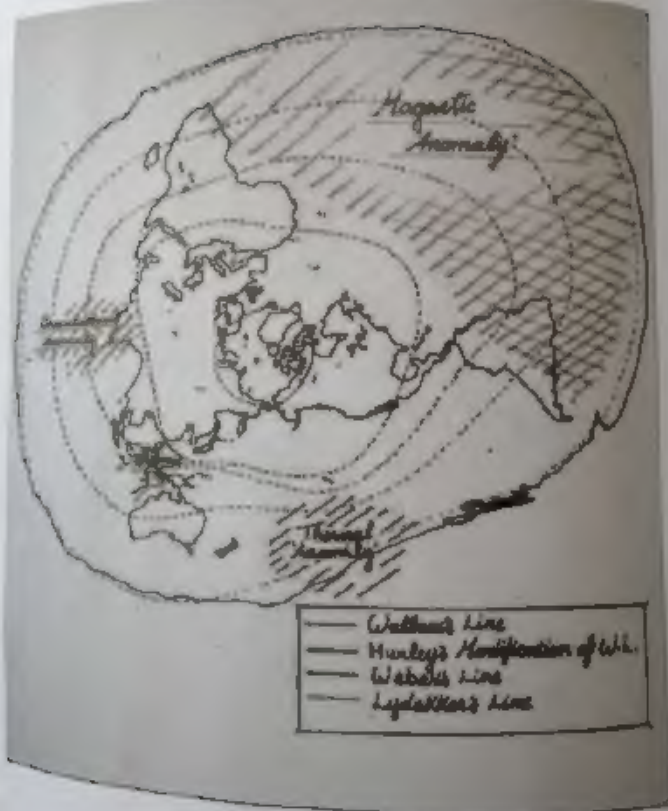 Magnetic
Anomaly
Thermal
Anomaly
Wallace's Line
Huxley's Modification of W.L.
Weber's Line
Lydekker's Line